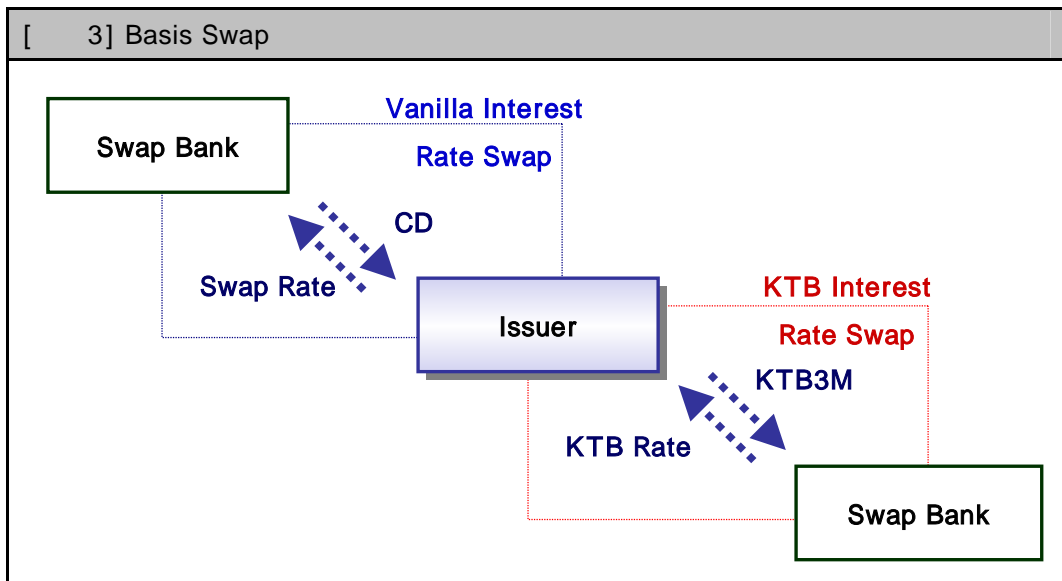 [ 3] Basis Swap
Vanilla Interest
Rate Swap
Swap Bank
CD
Swap Rate
Issuer
KTB Interest
Rate Swap
KTB3M
KTB Rate
Swap Bank